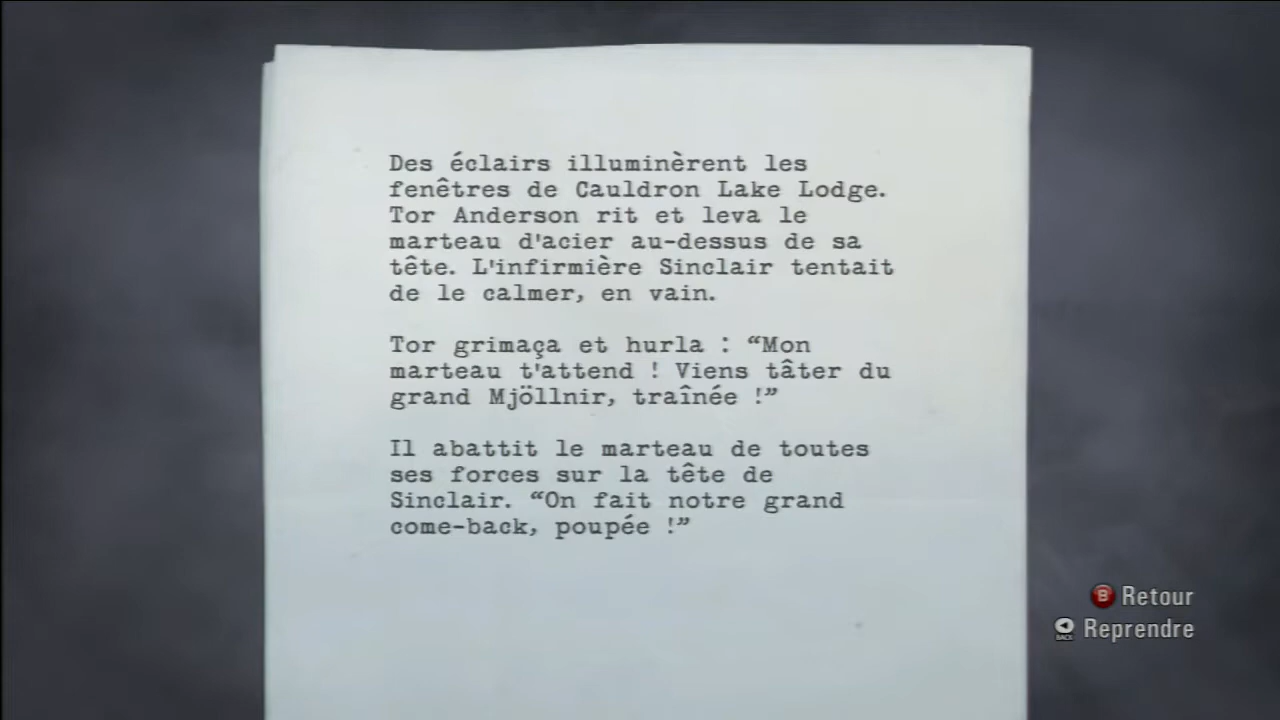 Des éclairs illuminèrent les
fenêtres de Cauldron Lake Lodge.
Tor Anderson rit et leva le
marteau d'acier au-dessus de sa
tête. L'infirmière Sinclair tentait
de le calmer, en vain.
Tor grimaça et hurla : “Mon
marteau t'attend ! Viens tâter du
grand Mjöllnir, traînée !”
Il abattit le marteau de toutes
ses forces sur la tête de
Sinclair. “On fait notre grand
come-back, poupée !”
B Retour
BACK Reprendre